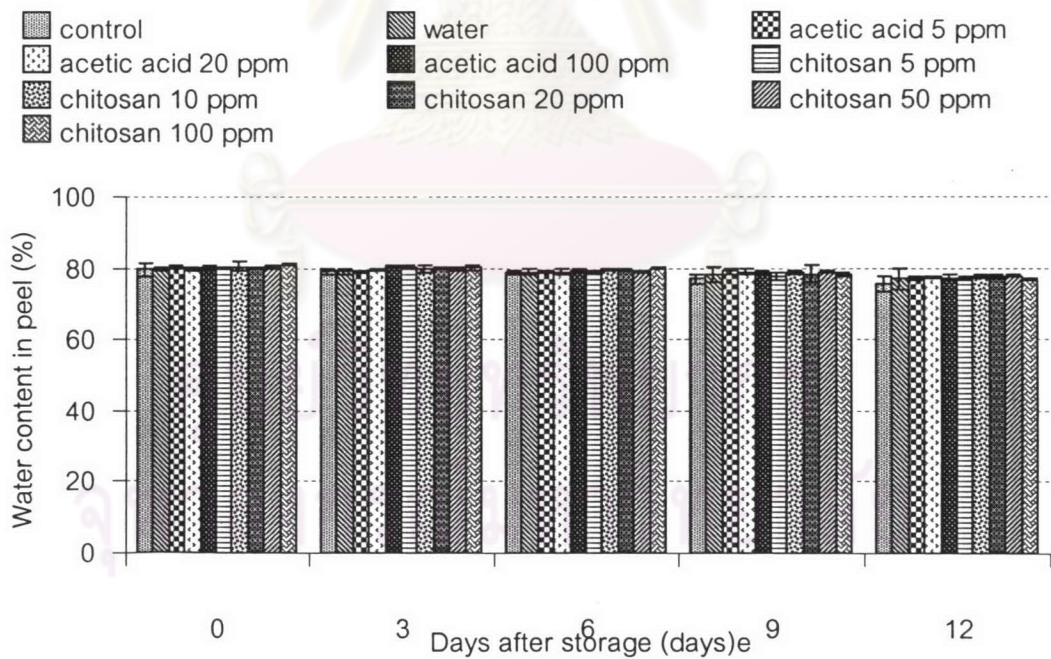 control water acetic acid 5 ppm
acetic acid 20 ppm acetic acid 100 ppm chitosan 5 ppm
chitosan 10 ppm chitosan 20 ppm chitosan 50 ppm
chitosan 100 ppm
Water content in peel (%)
100
80
60
40
20
0
0 3 6 9 12
Days after storage (days)e